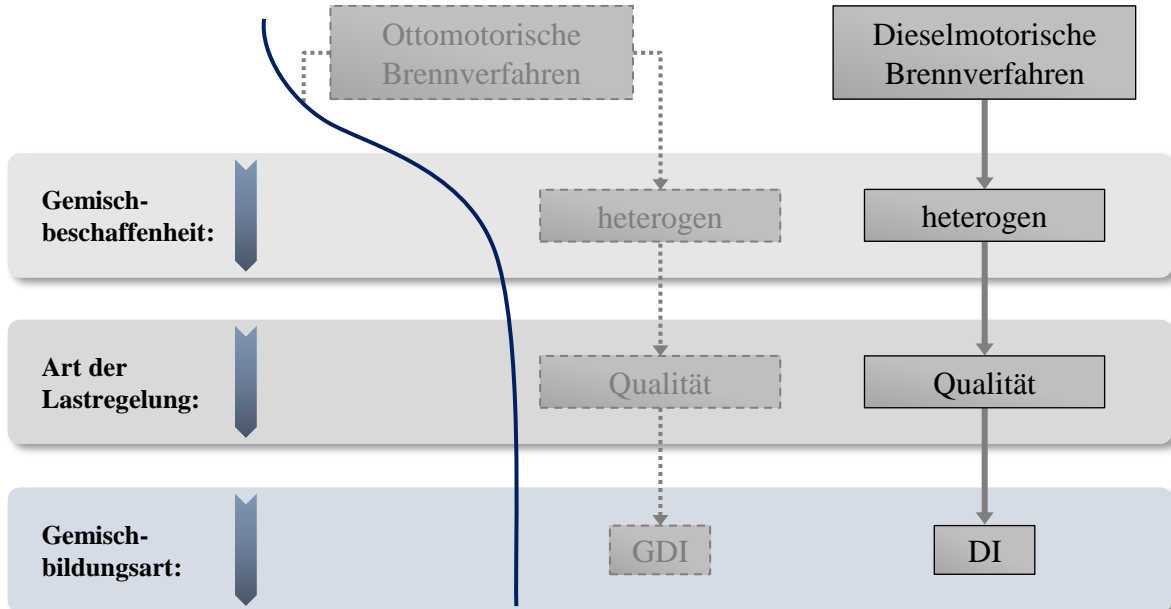 Ottomotorische
Brennverfahren
Dieselmotorische
Brennverfahren
Gemisch-
beschaffenheit:
heterogen
heterogen
Art der
Lastregelung:
Qualität
Qualität
Gemisch-
bildungsart:
GDI
DI